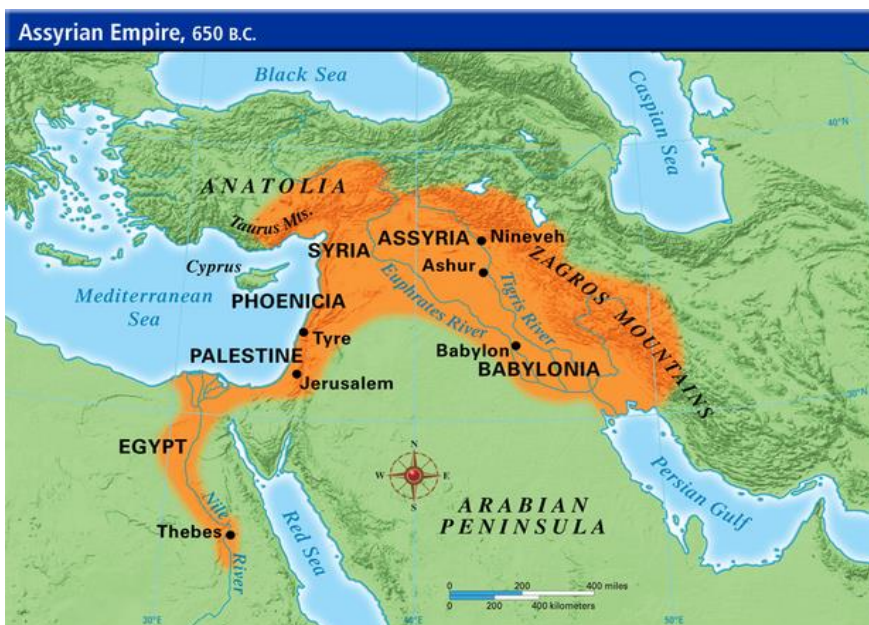 Assyrian Empire, 650 B.C.
Black Sea
Caspian Sea
40°N
ANATOLIA
Taurus Mts.
SYRIA
ASSYRIA
Nineveh
Ashur
Cyprus
Mediterranean
Sea
PHOENICIA
Euphrates River
Tigris River
ZAGROS MOUNTAINS
Tyre
Babylon
BABYLONIA
PALESTINE
Jerusalem
30°N
EGYPT
N
W
E
S
Persian Gulf
ARABIAN
PENINSULA
Nile River
Thebes
Red Sea
0 200 400 miles
0 200 400 kilometers
30°E
40°E
50°E